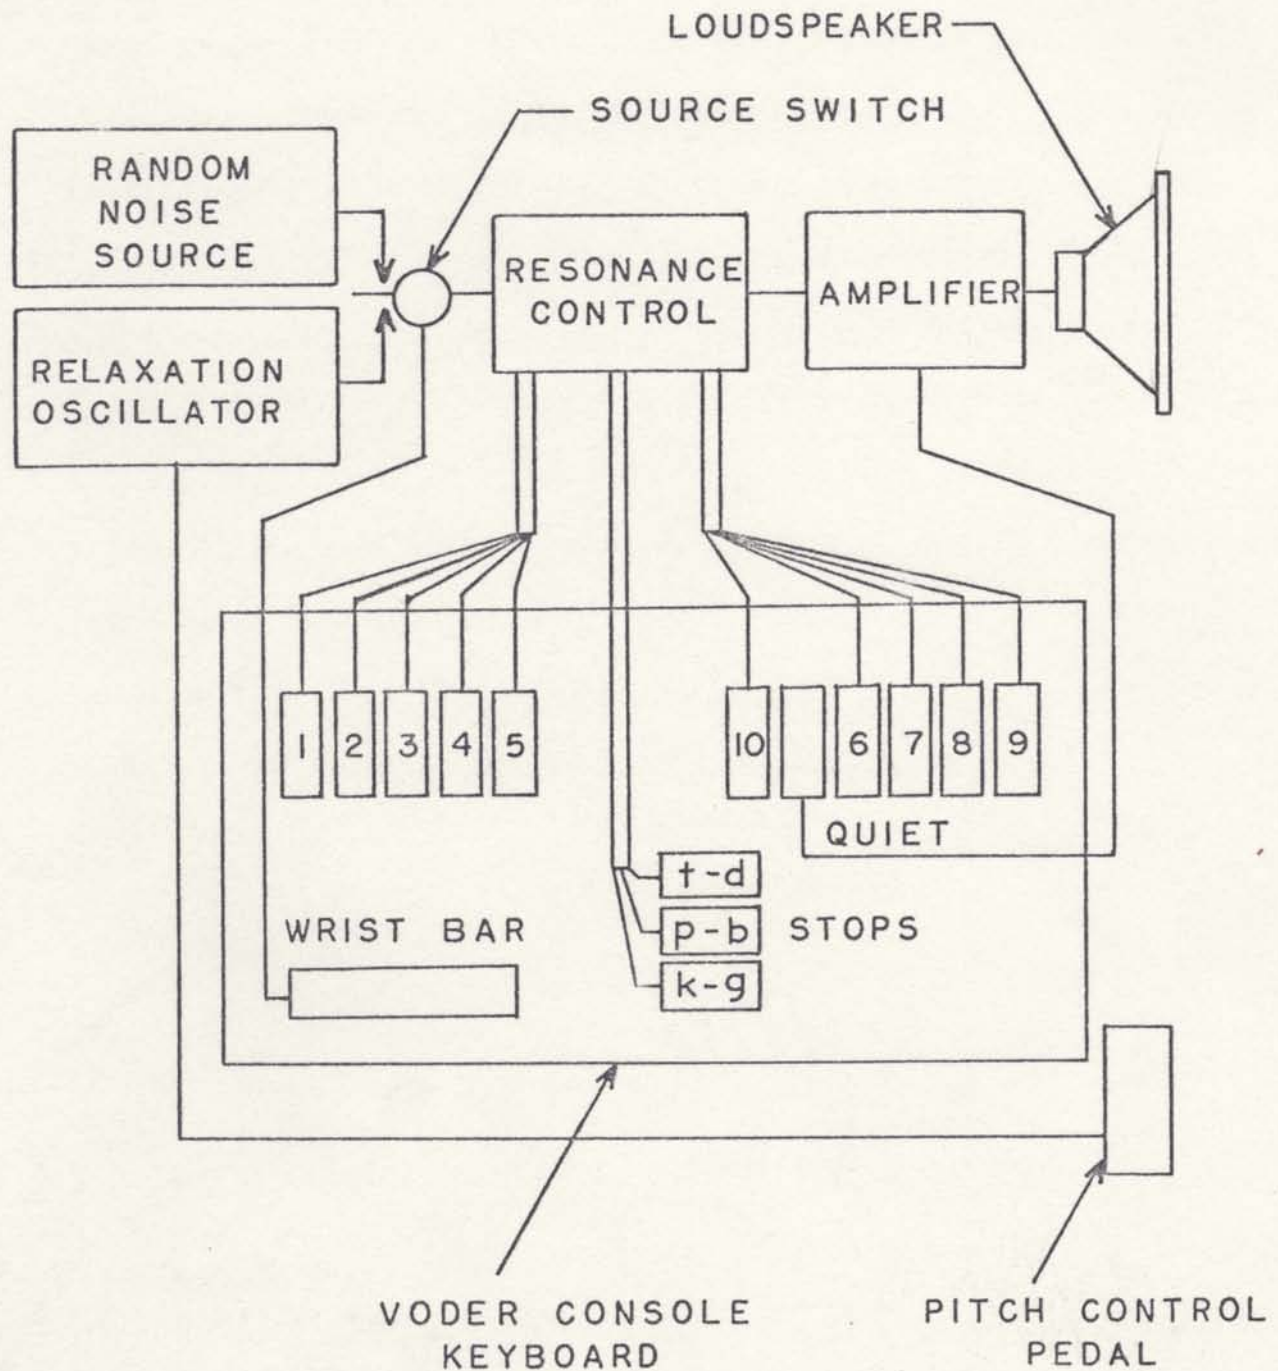 LOUDSPEAKER
SOURCE SWITCH
RANDOM
NOISE
SOURCE
RESONANCE
CONTROL
AMPLIFIER
RELAXATION
OSCILLATOR
1 2 3 4 5
10 6 7 8 9
QUIET
t-d
p-b STOPS
k-g
WRIST BAR
VODER CONSOLE
KEYBOARD
PITCH CONTROL
PEDAL